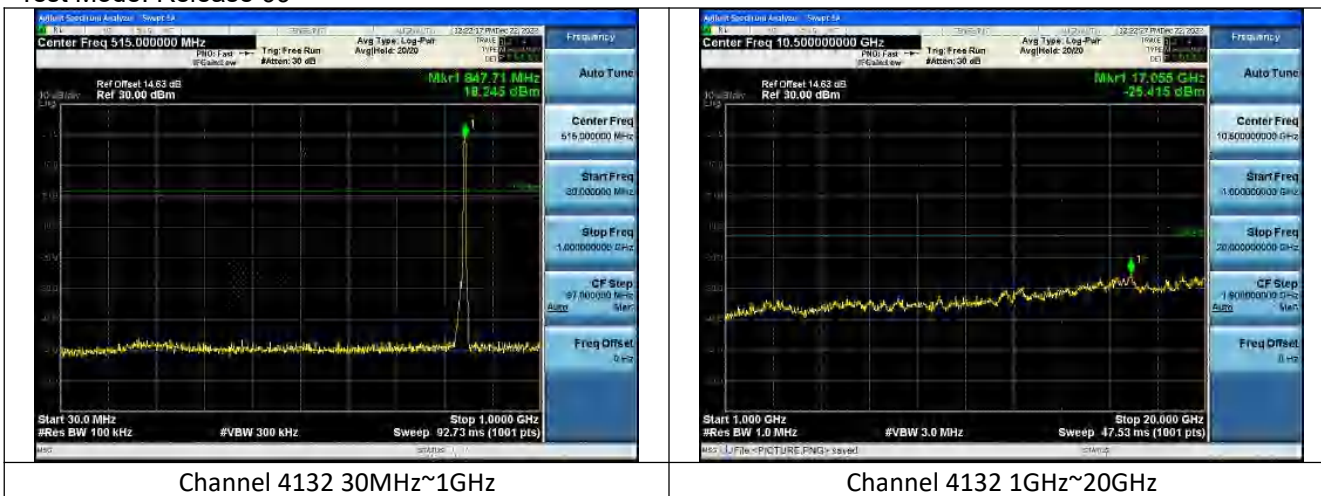 Agilent Spectrum Analyzer - Swept SA
Center Freq 515.000000 MHz
PNO: Fast
IFGain:Low
Trig: Free Run
#Atten: 30 dB
Avg Type: Log-Pwr
Avg|Hold: 20/20
Frequency
Auto Tune
Ref Offset 14.63 dB
Ref 30.00 dBm
Mkr1 847.71 MHz
18.245 dBm
Center Freq
515.000000 MHz
Start Freq
30.000000 MHz
Stop Freq
1.000000000 GHz
CF Step
97.000000 MHz
Auto Man
Freq Offset
0 Hz
Start 30.0 MHz
Stop 1.0000 GHz
#Res BW 100 kHz
#VBW 300 kHz
Sweep 92.73 ms (1001 pts)
MSG
STATUS
Channel 4132 30MHz~1GHz
Agilent Spectrum Analyzer - Swept SA
Center Freq 10.500000000 GHz
PNO: Fast
IFGain:Low
Trig: Free Run
#Atten: 30 dB
Avg Type: Log-Pwr
Avg|Hold: 20/20
Frequency
Auto Tune
Ref Offset 14.63 dB
Ref 30.00 dBm
Mkr1 17.055 GHz
-25.415 dBm
Center Freq
10.500000000 GHz
Start Freq
1.000000000 GHz
Stop Freq
20.000000000 GHz
CF Step
1.900000000 GHz
Auto Man
Freq Offset
0 Hz
Start 1.000 GHz
Stop 20.000 GHz
#Res BW 1.0 MHz
#VBW 3.0 MHz
Sweep 47.53 ms (1001 pts)
MSG
File <PICTURE.PNG> saved
STATUS
Channel 4132 1GHz~20GHz